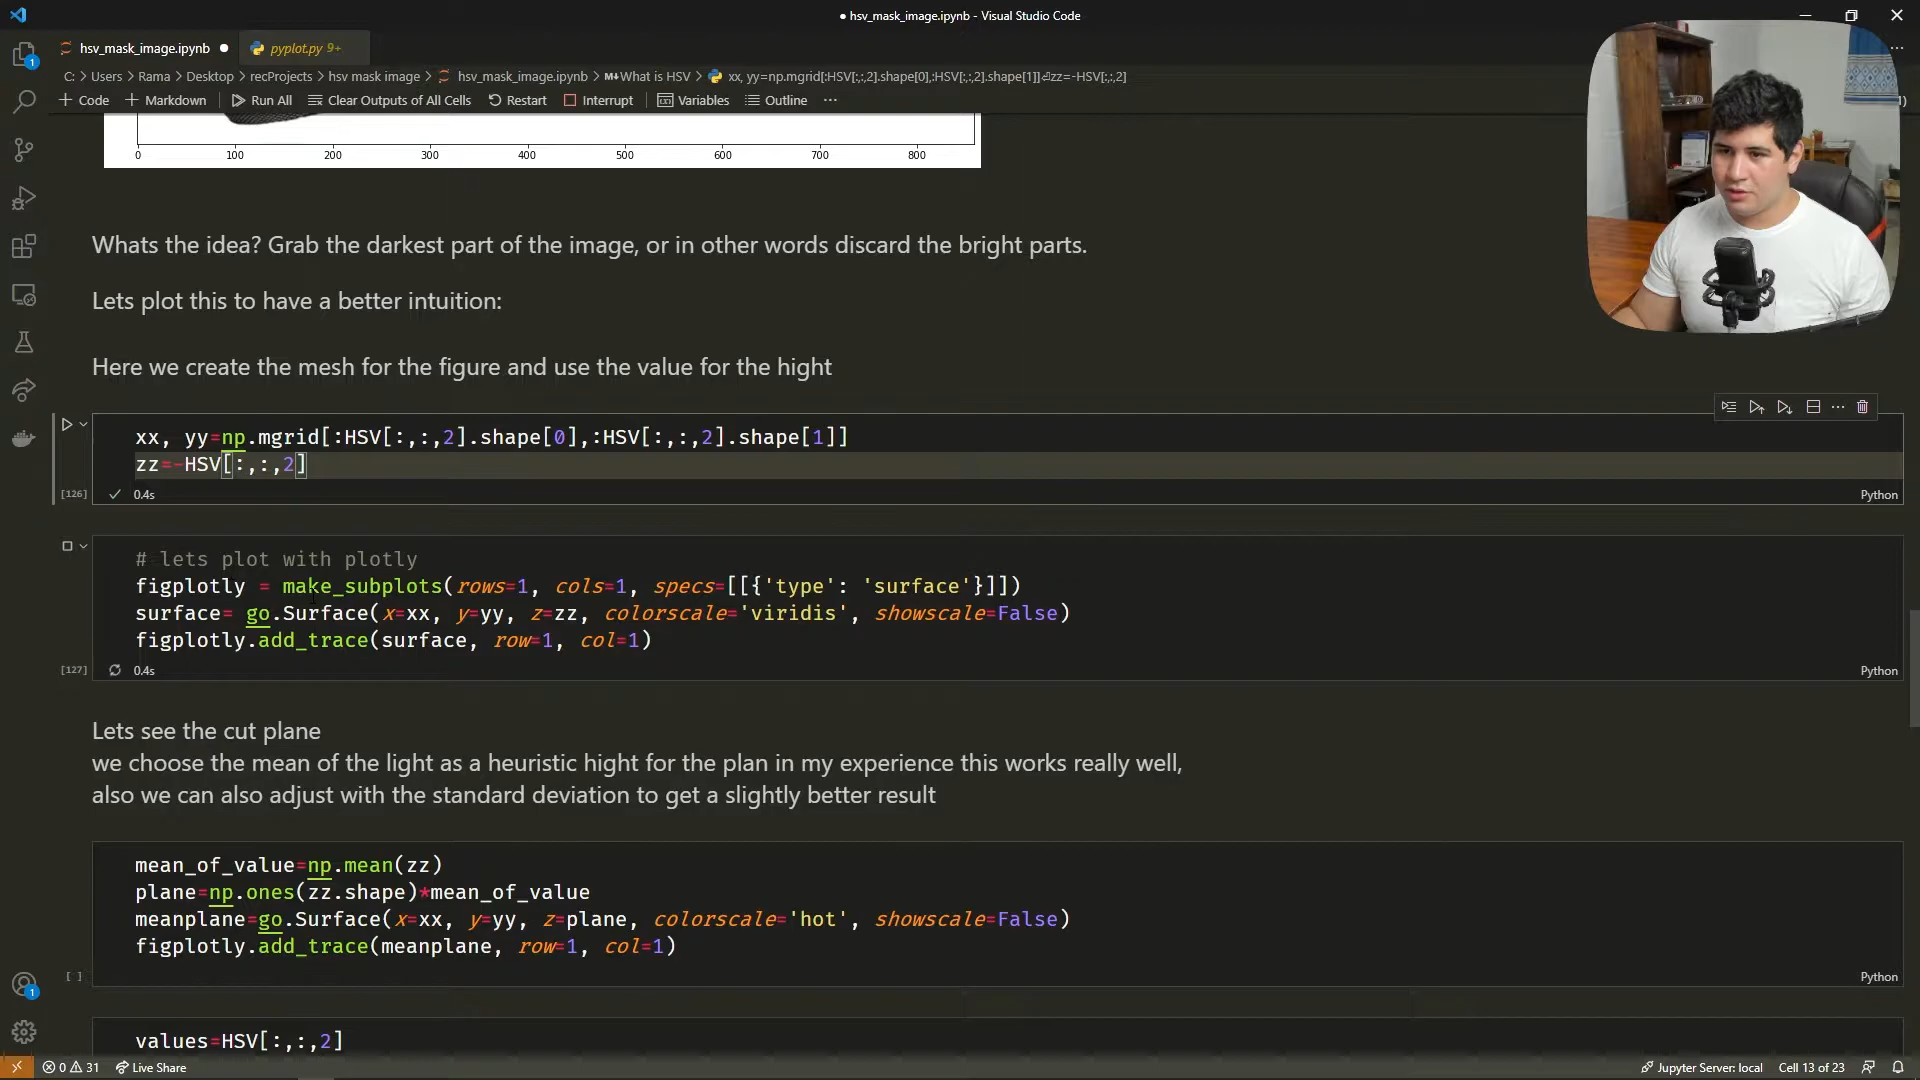 ● hsv_mask_image.ipynb - Visual Studio Code
hsv_mask_image.ipynb ●
pyplot.py 9+
C: > Users > Rama > Desktop > recProjects > hsv mask image > hsv_mask_image.ipynb > M↓What is HSV > xx, yy=np.mgrid[:HSV[:,:,2].shape[0],:HSV[:,:,2].shape[1]]⏎zz=-HSV[:,:,2]
+ Code + Markdown Run All Clear Outputs of All Cells Restart Interrupt Variables Outline ···
0 100 200 300 400 500 600 700 800
Whats the idea? Grab the darkest part of the image, or in other words discard the bright parts.
Lets plot this to have a better intuition:
Here we create the mesh for the figure and use the value for the hight
xx, yy=np.mgrid[:HSV[:,:,2].shape[0],:HSV[:,:,2].shape[1]]
zz=-HSV[:,:,2]
[126] ✓ 0.4s Python
# lets plot with plotly
figplotly = make_subplots(rows=1, cols=1, specs=[[{'type': 'surface'}]])
surface= go.Surface(x=xx, y=yy, z=zz, colorscale='viridis', showscale=False)
figplotly.add_trace(surface, row=1, col=1)
[127] 0.4s Python
Lets see the cut plane
we choose the mean of the light as a heuristic hight for the plan in my experience this works really well,
also we can also adjust with the standard deviation to get a slightly better result
mean_of_value=np.mean(zz)
plane=np.ones(zz.shape)*mean_of_value
meanplane=go.Surface(x=xx, y=yy, z=plane, colorscale='hot', showscale=False)
figplotly.add_trace(meanplane, row=1, col=1)
[ ] Python
values=HSV[:,:,2]
1
1
0 31 Live Share Jupyter Server: local Cell 13 of 23